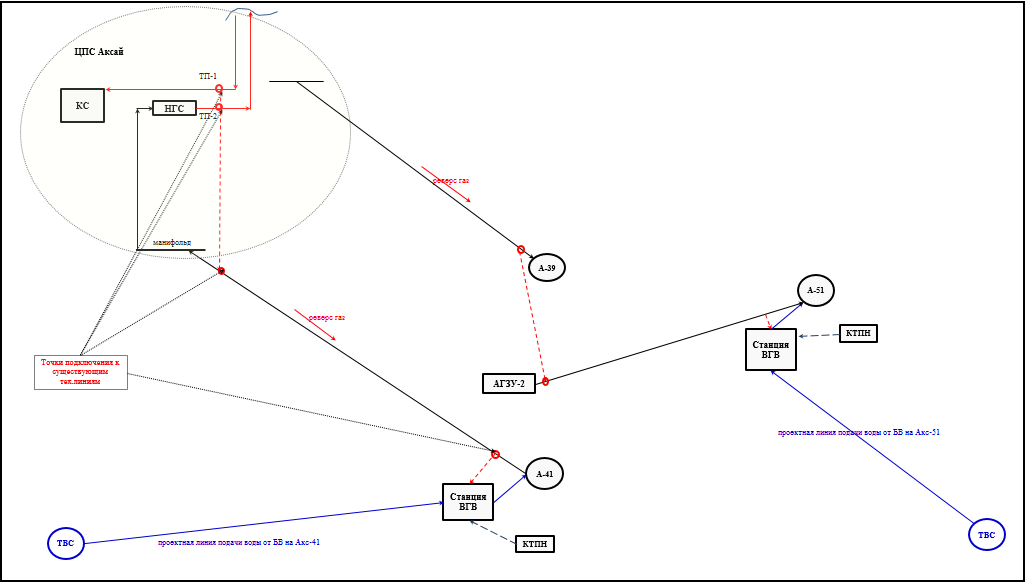 ЦПС Аксай
ТП-1
КС
НГС
ТП-2
реверс газ
манифольд
А-39
А-51
реверс газ
КТПН
Станция
ВГВ
Точки подключения к
существующим
тех.линиям
АГЗУ-2
проектная линия подачи воды от БВ на Акс-51
А-41
Станция
ВГВ
ТВС
проектная линия подачи воды от БВ на Акс-41
КТПН
ТВС